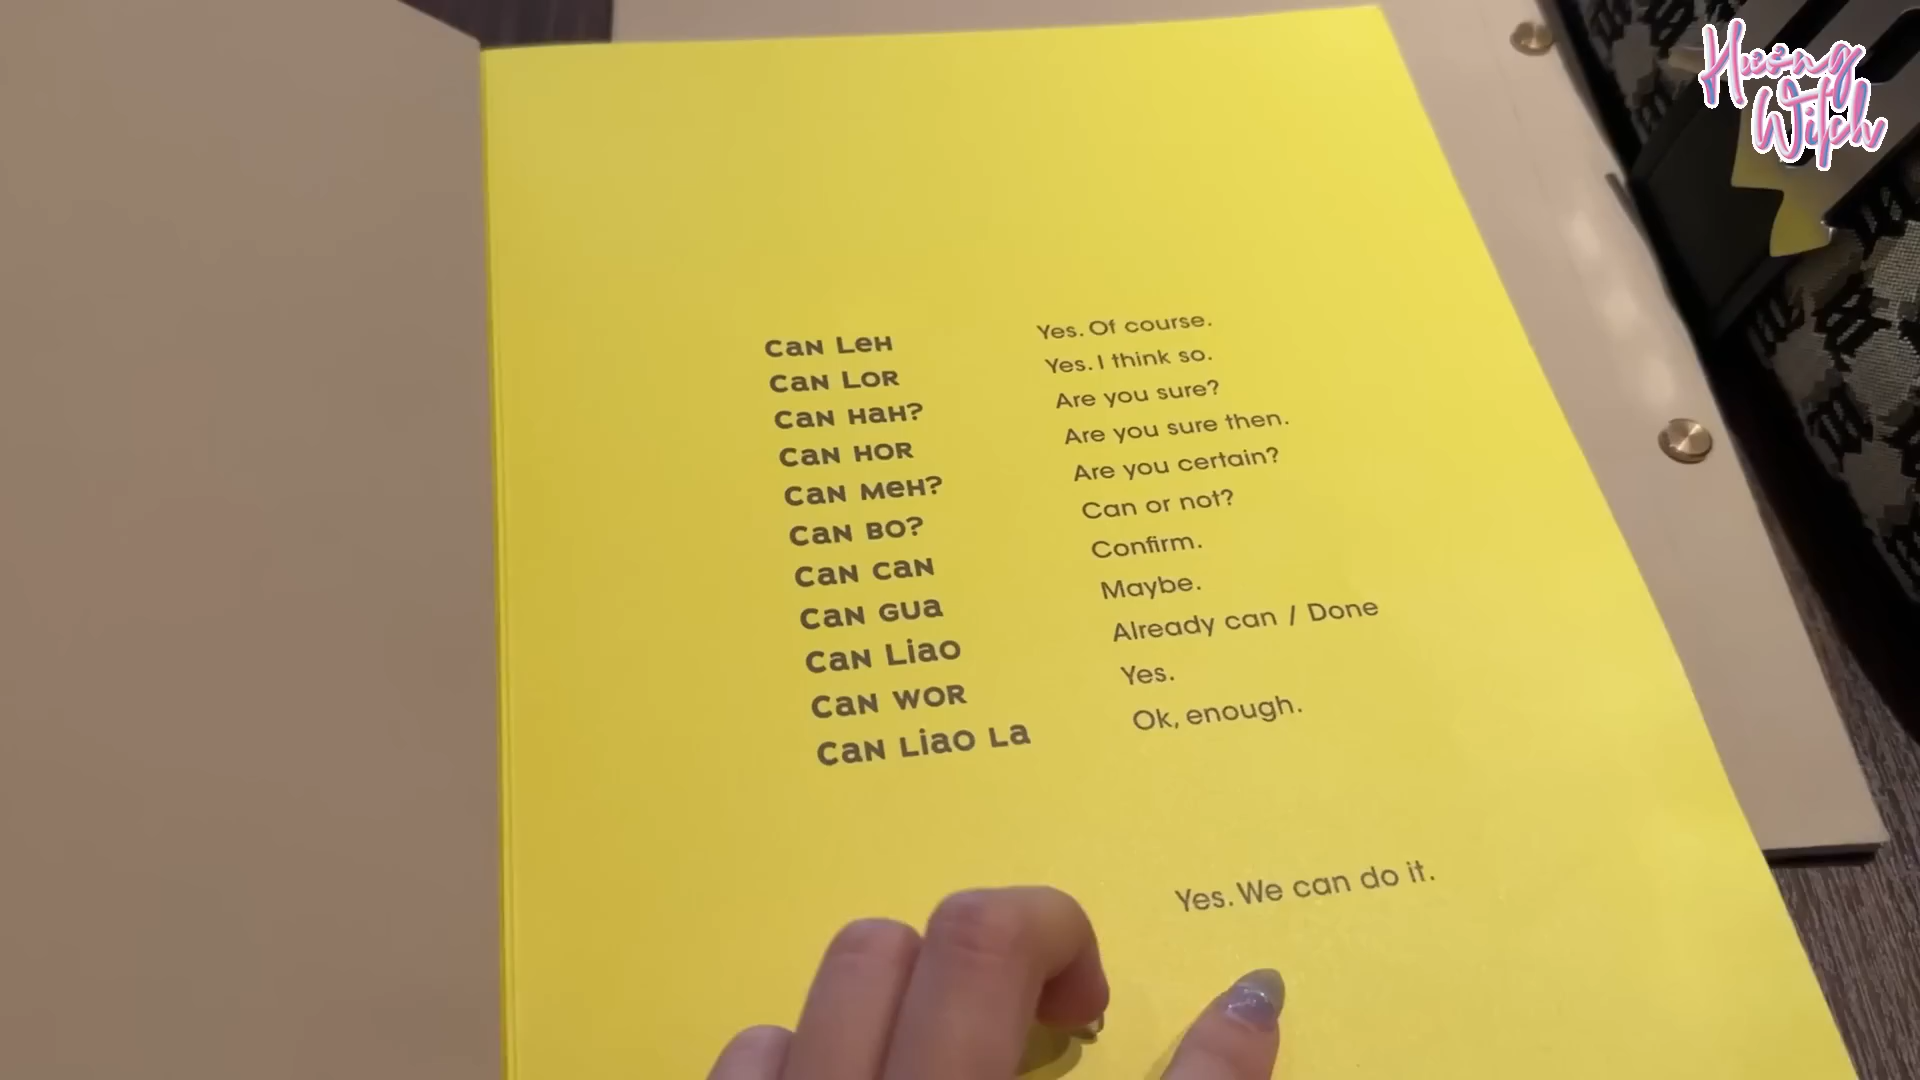 Hương
Witch
CaN LeH Yes. Of course.
CaN LOR Yes. I think so.
CaN HaH? Are you sure?
CaN HOR Are you sure then.
CaN MeH? Are you certain?
CaN BO? Can or not?
CaN CaN Confirm.
CaN GUa Maybe.
CaN Liao Already can / Done
CaN WOR Yes.
CaN Liao La Ok, enough.
Yes. We can do it.